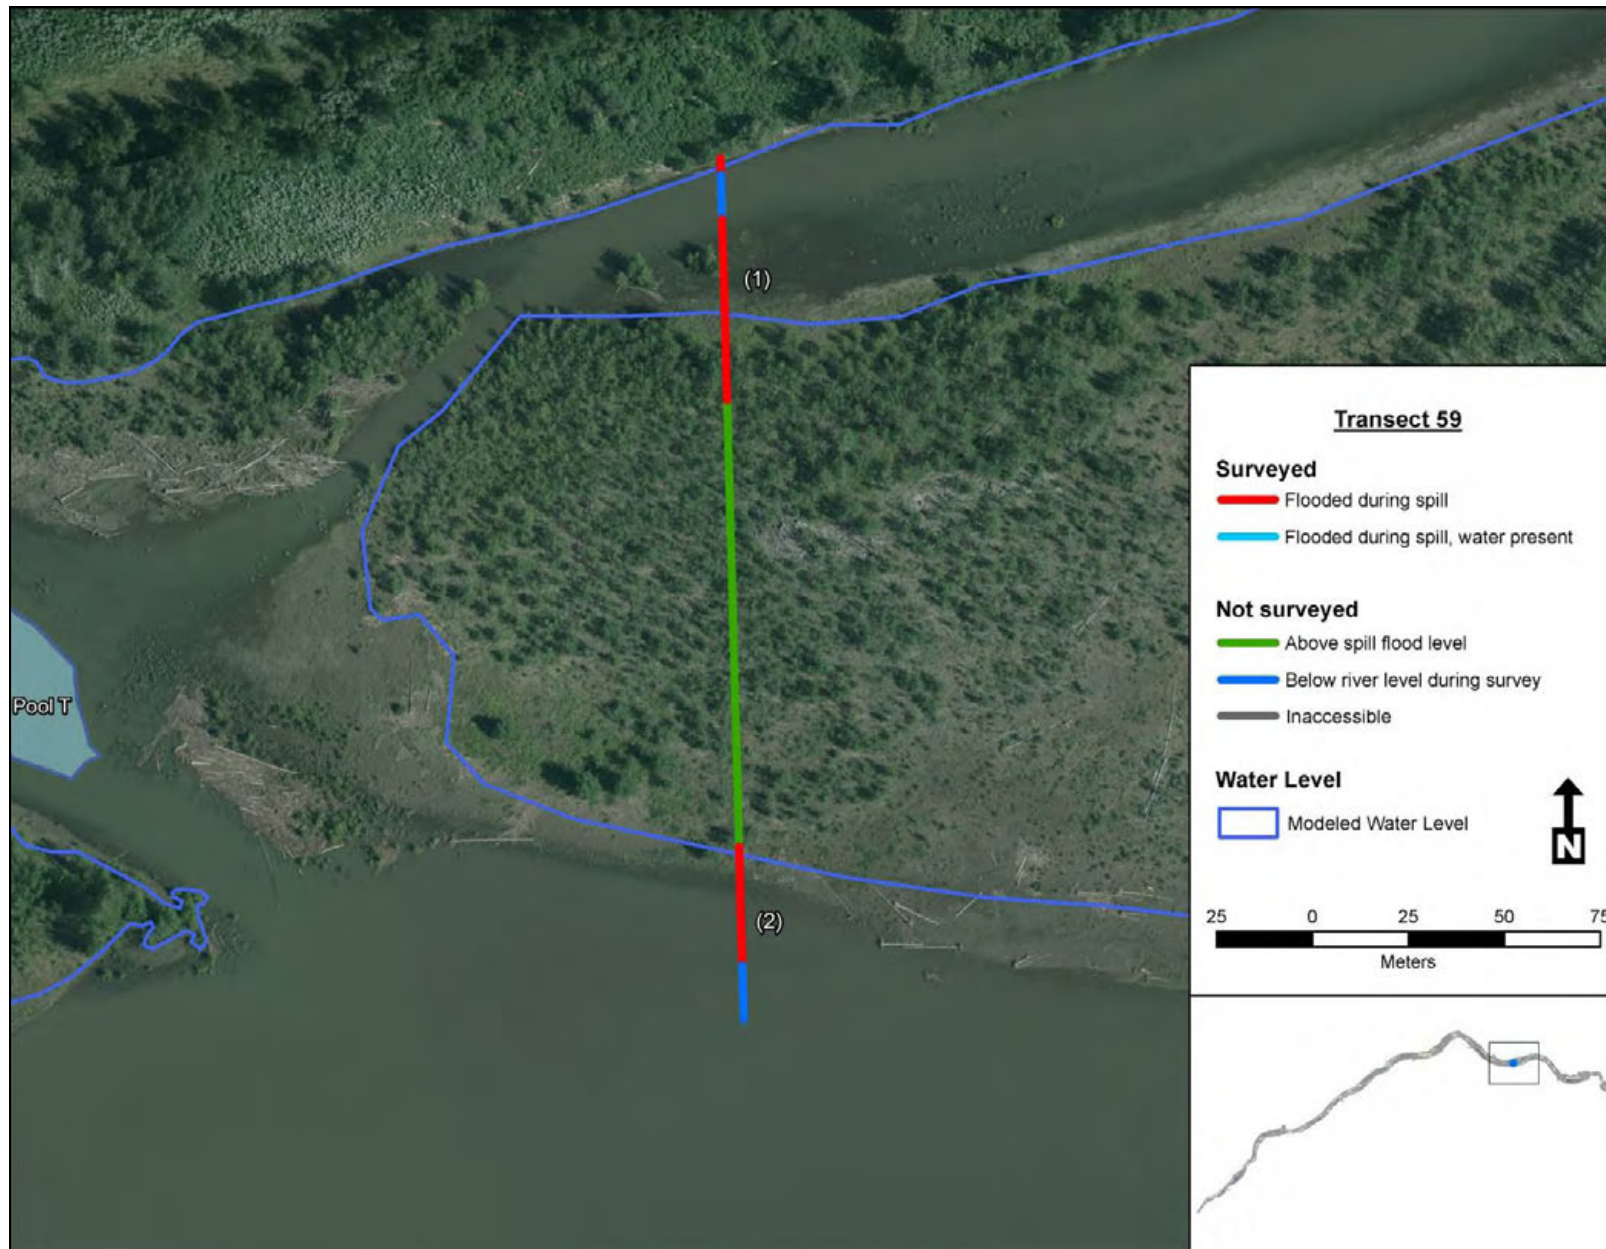 (1)
Transect 59
Surveyed
Flooded during spill
Flooded during spill, water present
Not surveyed
Above spill flood level
Below river level during survey
Inaccessible
Pool T
Water Level
Modeled Water Level
N
25 0 25 50 75
Meters
(2)